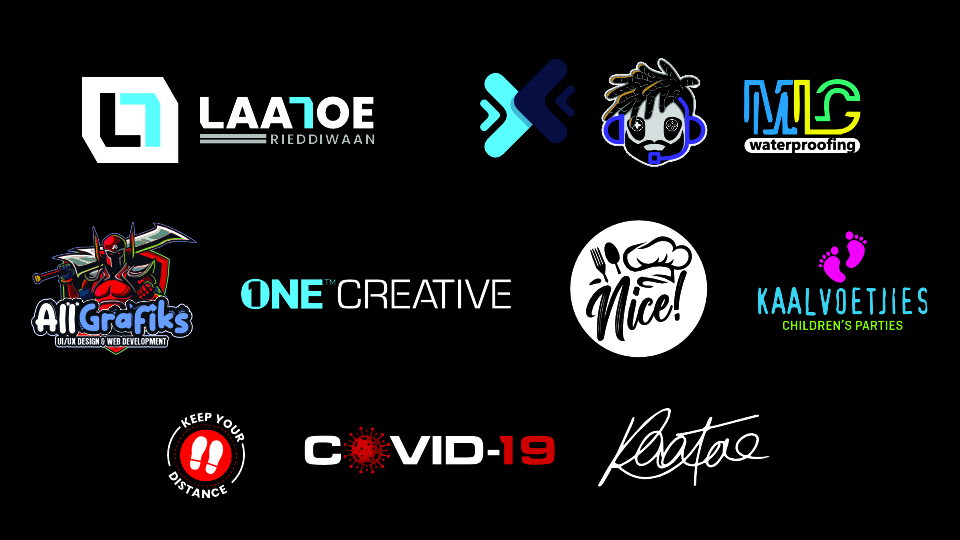 LAATOE
RIEDDIWAAN
MLC
waterproofing
All Grafiks
UI/UX DESIGN & WEB DEVELOPMENT
ONE™ CREATIVE
Nice!
KAALVOETJIES
CHILDREN'S PARTIES
KEEP YOUR
DISTANCE
COVID-19
Raatae